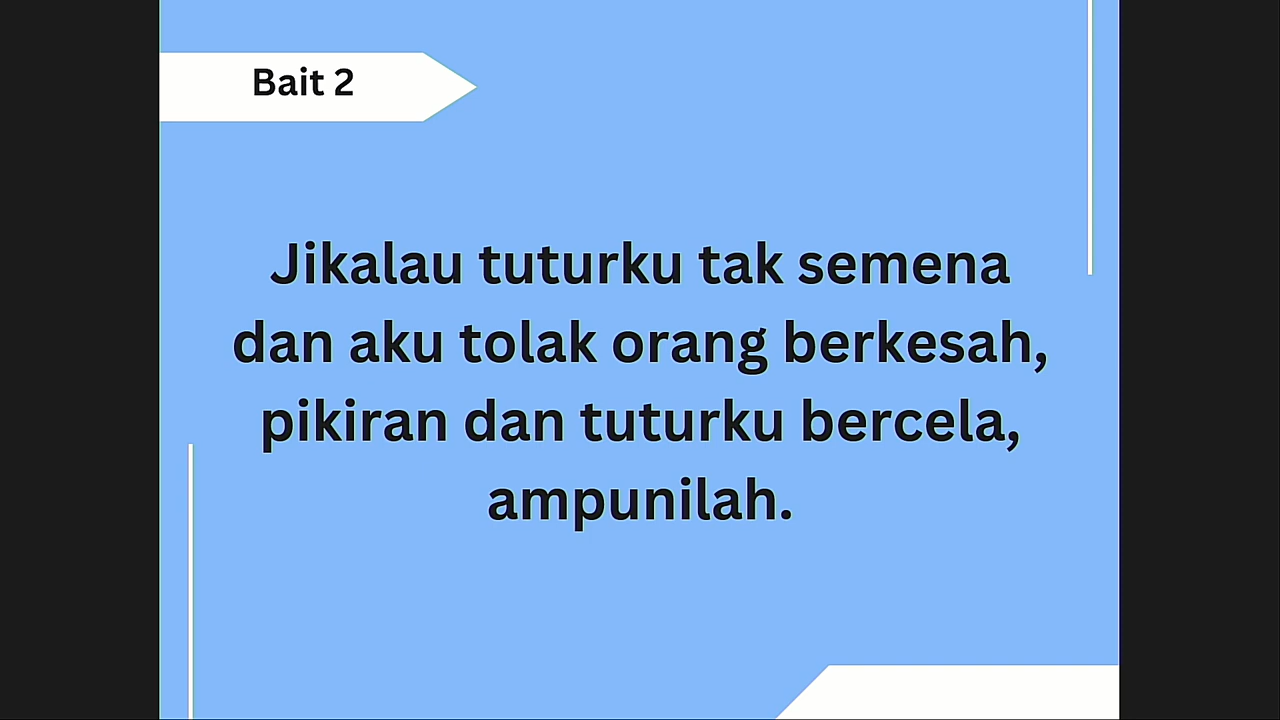 Bait 2
Jikalau tuturku tak semena
dan aku tolak orang berkesah,
pikiran dan tuturku bercela,
ampunilah.